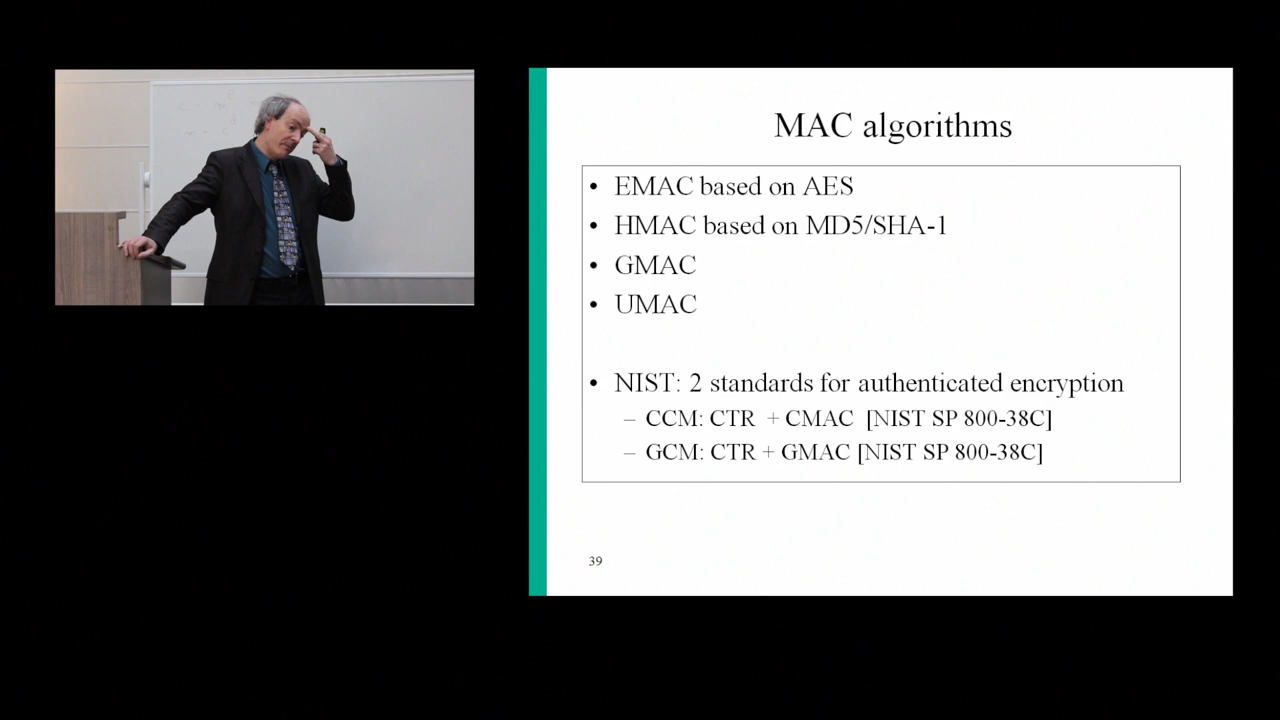 MAC algorithms
• EMAC based on AES
• HMAC based on MD5/SHA-1
• GMAC
• UMAC
• NIST: 2 standards for authenticated encryption
– CCM: CTR + CMAC [NIST SP 800-38C]
– GCM: CTR + GMAC [NIST SP 800-38C]
39